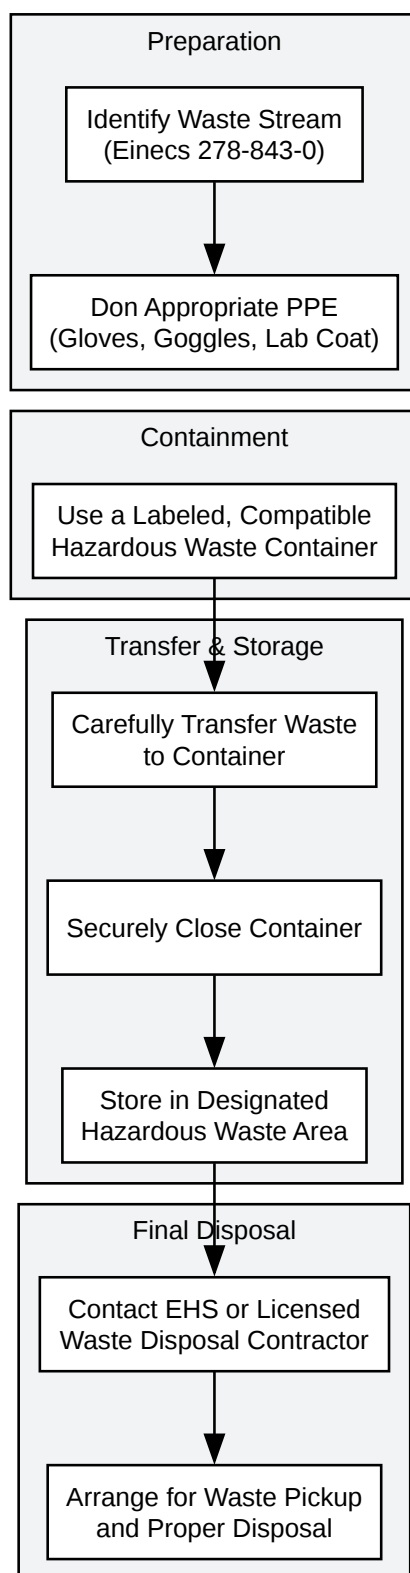 Preparation
Identify Waste Stream
(Einecs 278-843-0)
Don Appropriate PPE
(Gloves, Goggles, Lab Coat)
Containment
Use a Labeled, Compatible
Hazardous Waste Container
Transfer & Storage
Carefully Transfer Waste
to Container
Securely Close Container
Store in Designated
Hazardous Waste Area
Final Disposal
Contact EHS or Licensed
Waste Disposal Contractor
Arrange for Waste Pickup
and Proper Disposal